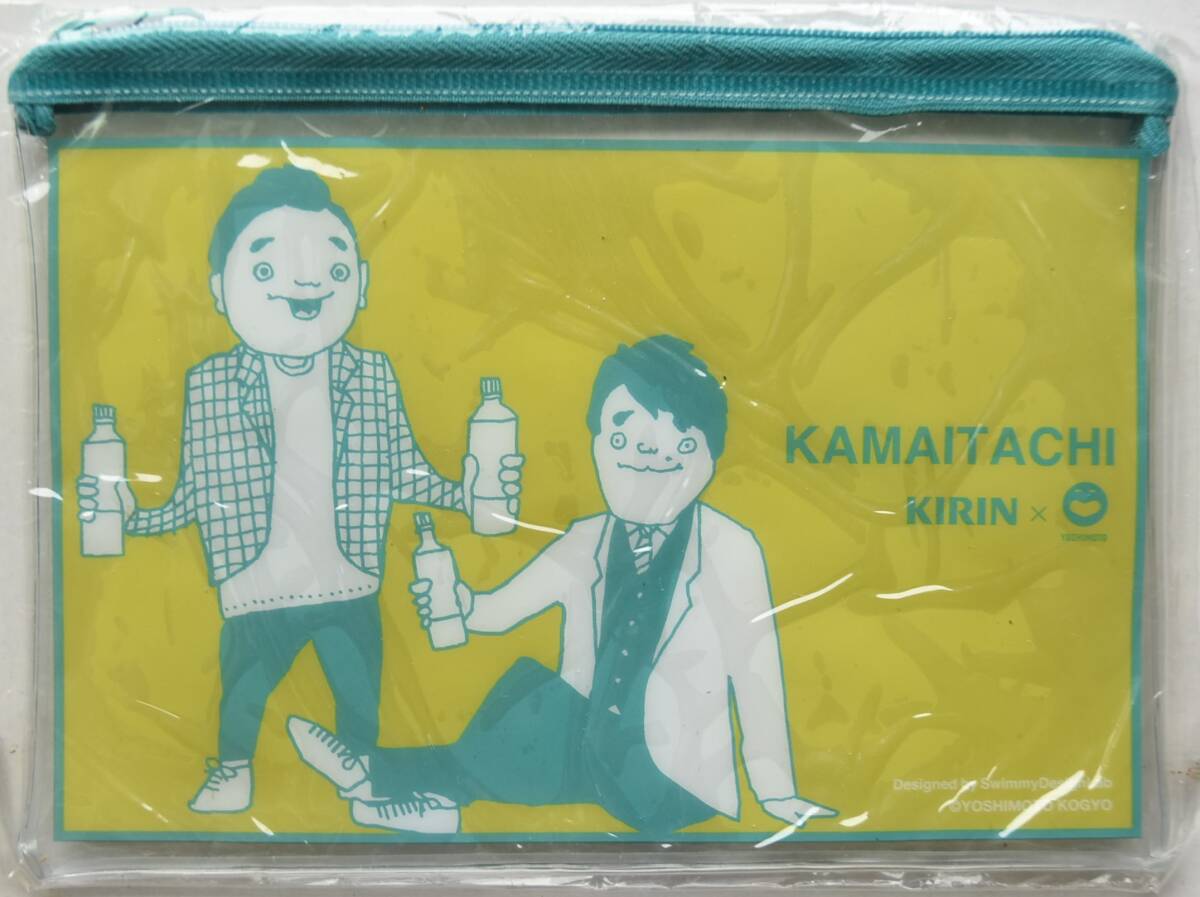 KAMAITACHI
KIRIN ×
YOSHIMOTO
Designed by SwimmyDesignLab
©YOSHIMOTO KOGYO